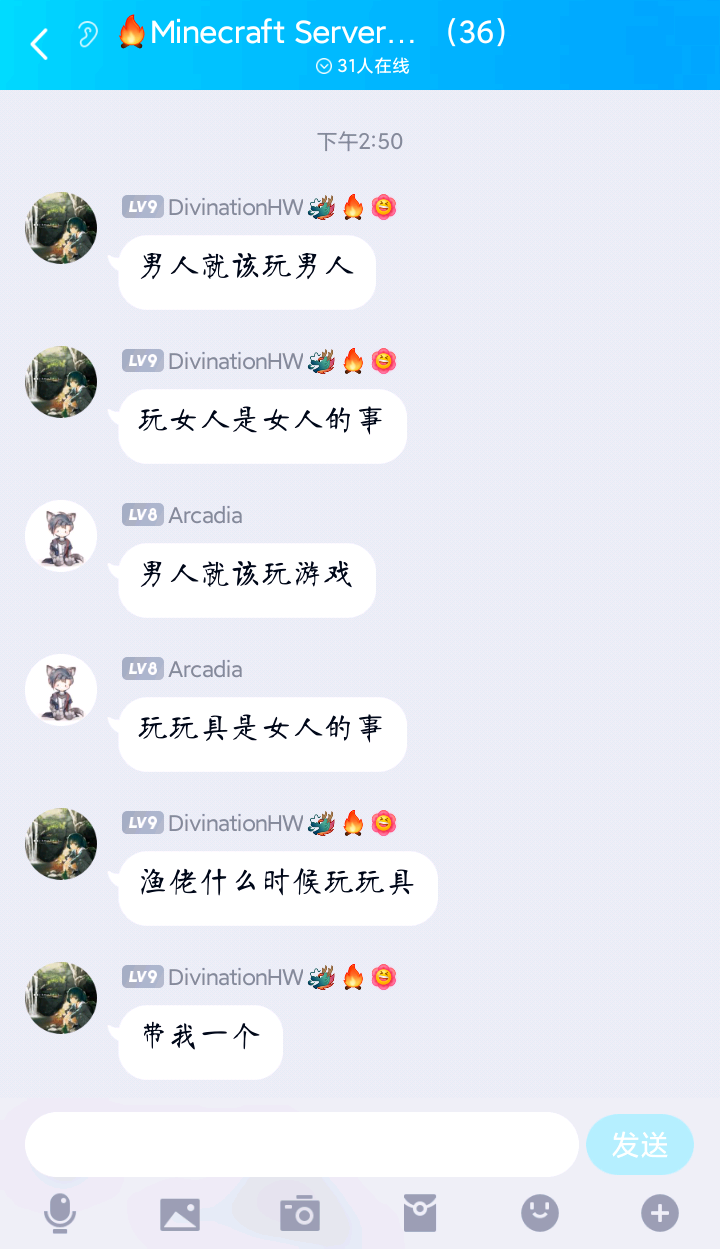 Minecraft Server... （36）
31人在线
下午2:50
LV9 DivinationHW
男人就该玩男人
LV9 DivinationHW
玩女人是女人的事
LV8 Arcadia
男人就该玩游戏
LV8 Arcadia
玩玩具是女人的事
LV9 DivinationHW
渔佬什么时候玩玩具
LV9 DivinationHW
带我一个
发送